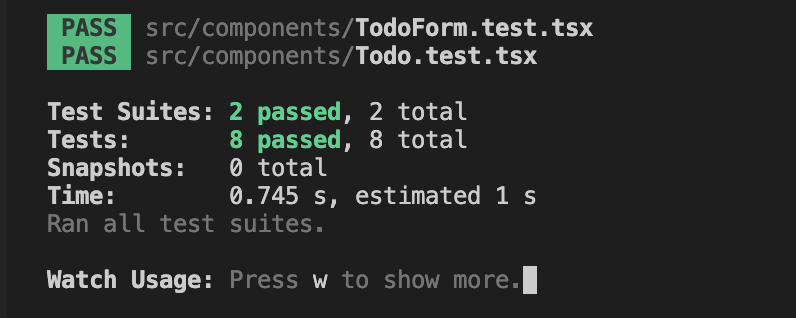 PASS src/components/TodoForm.test.tsx
PASS src/components/Todo.test.tsx
Test Suites: 2 passed, 2 total
Tests: 8 passed, 8 total
Snapshots: 0 total
Time: 0.745 s, estimated 1 s
Ran all test suites.
Watch Usage: Press w to show more.